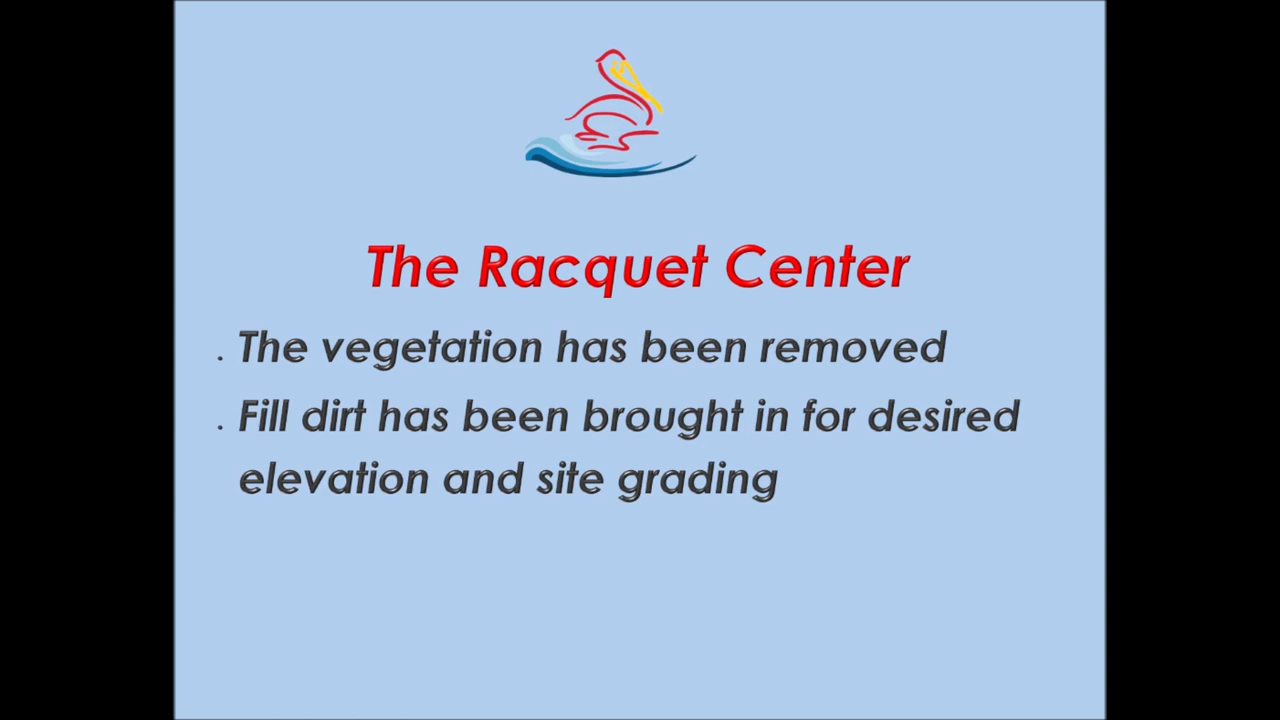 The Racquet Center
. The vegetation has been removed
. Fill dirt has been brought in for desired
elevation and site grading